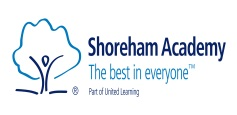 Shoreham Academy
The best in everyone™
Part of United Learning
®